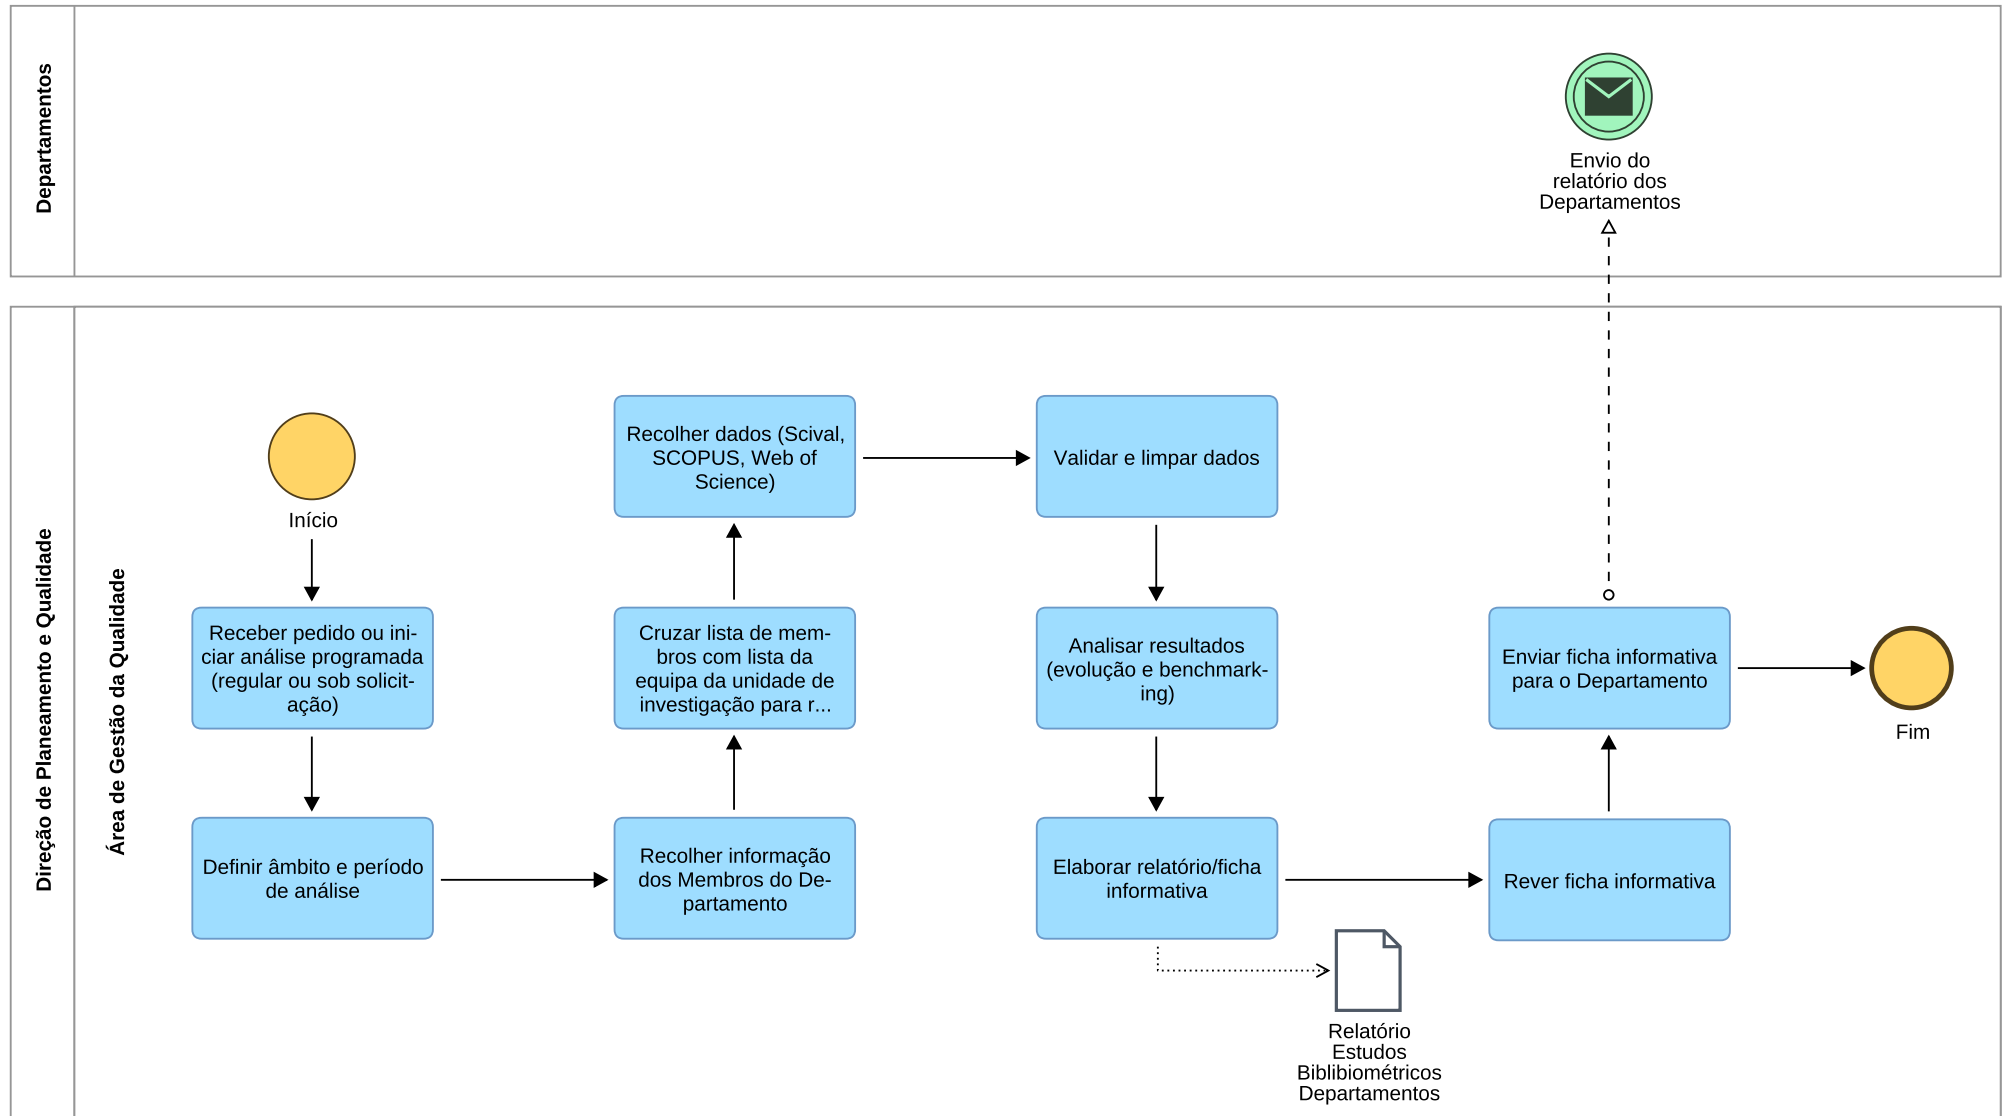 Departamentos
Envio do
relatório dos
Departamentos
Direção de Planeamento e Qualidade
Área de Gestão da Qualidade
Início
Receber pedido ou ini-
ciar análise programada
(regular ou sob solicit-
ação)
Definir âmbito e período
de análise
Recolher informação
dos Membros do De-
partamento
Cruzar lista de mem-
bros com lista da
equipa da unidade de
investigação para r...
Recolher dados (Scival,
SCOPUS, Web of
Science)
Validar e limpar dados
Analisar resultados
(evolução e benchmark-
ing)
Elaborar relatório/ficha
informativa
Relatório
Estudos
Biblibiométricos
Departamentos
Rever ficha informativa
Enviar ficha informativa
para o Departamento
Fim